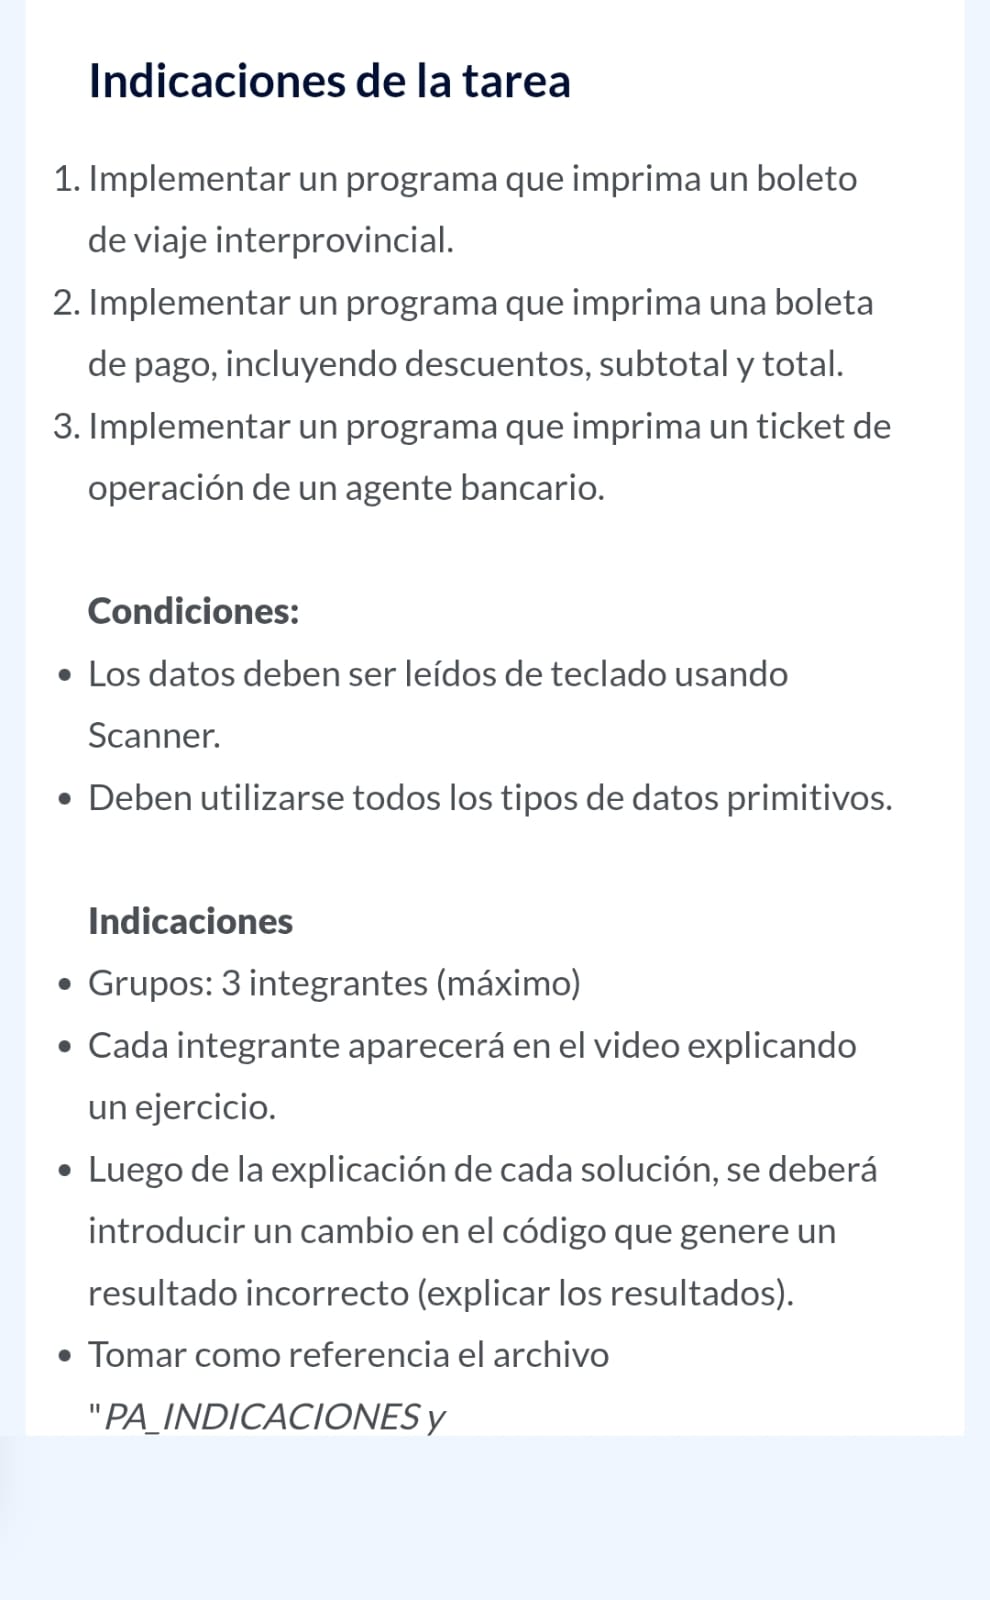 Indicaciones de la tarea
1. Implementar un programa que imprima un boleto
de viaje interprovincial.
2. Implementar un programa que imprima una boleta
de pago, incluyendo descuentos, subtotal y total.
3. Implementar un programa que imprima un ticket de
operación de un agente bancario.
Condiciones:
• Los datos deben ser leídos de teclado usando
Scanner.
• Deben utilizarse todos los tipos de datos primitivos.
Indicaciones
• Grupos: 3 integrantes (máximo)
• Cada integrante aparecerá en el video explicando
un ejercicio.
• Luego de la explicación de cada solución, se deberá
introducir un cambio en el código que genere un
resultado incorrecto (explicar los resultados).
• Tomar como referencia el archivo
"PA_INDICACIONES y